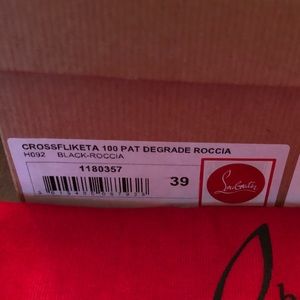 CROSSFLIKETA 100 PAT DEGRADE ROCCIA
H092 BLACK-ROCCIA
1180357
39